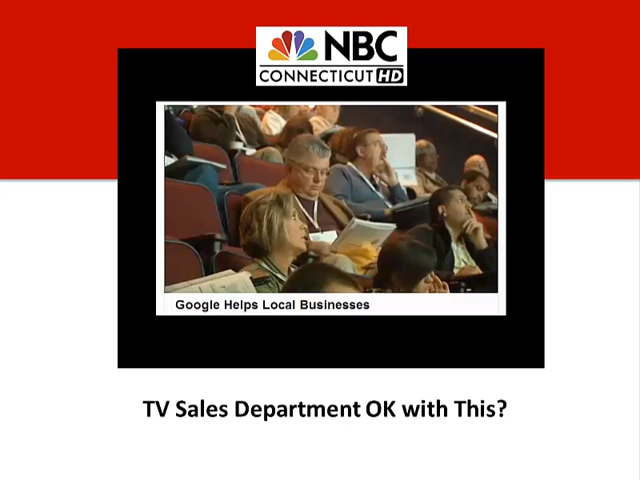 NBC
CONNECTICUT HD
Google Helps Local Businesses
TV Sales Department OK with This?